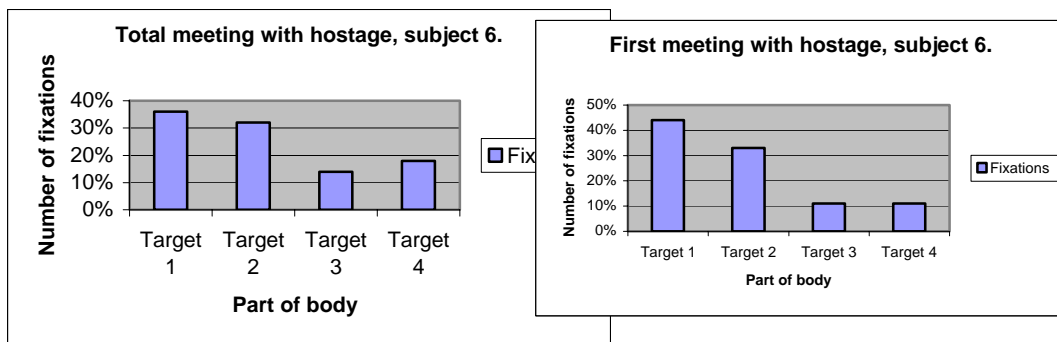 Total meeting with hostage, subject 6.
Number of fixations
40%
30%
20%
10%
0%
Target 1
Target 2
Target 3
Target 4
Part of body
Fix
First meeting with hostage, subject 6.
Number of fixations
50%
40%
30%
20%
10%
0%
Target 1
Target 2
Target 3
Target 4
Part of body
Fixations